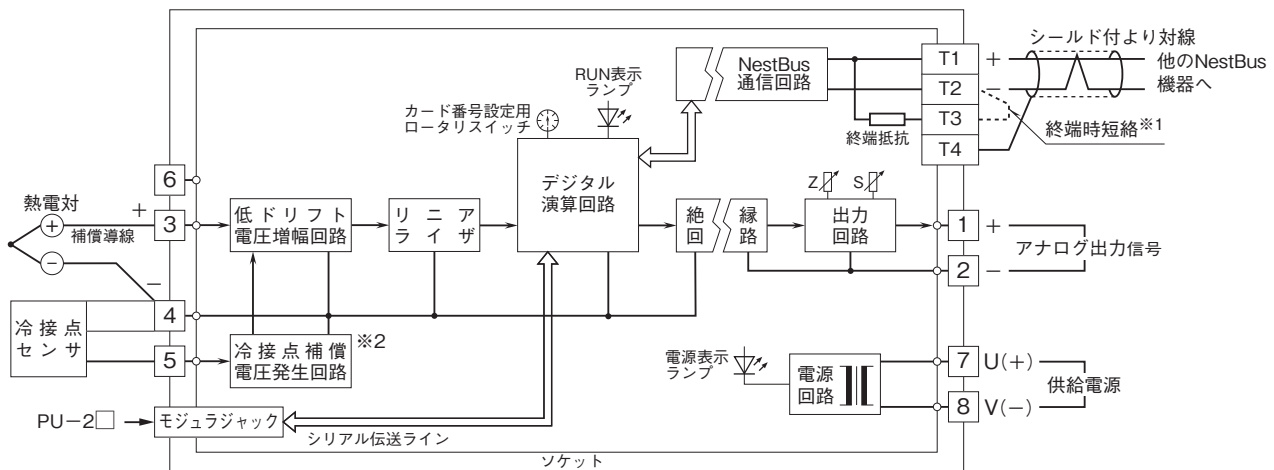 シールド付より対線
他のNestBus
機器へ
NestBus
通信回路
T1
+
T2
−
T3
T4
終端抵抗
終端時短絡※1
RUN表示
ランプ
カード番号設定用
ロータリスイッチ
6
熱電対
+
−
補償導線
+
−
3
低ドリフト
電圧増幅回路
リニア
ライザ
デジタル
演算回路
絶縁
回路
Z
S
出力
回路
1
+
2
−
アナログ出力信号
4
冷接点
センサ
5
冷接点補償
電圧発生回路
※2
電源表示
ランプ
電源
回路
7
U(+)
8
V(−)
供給電源
PU−2□
モジュラジャック
シリアル伝送ライン
ソケット